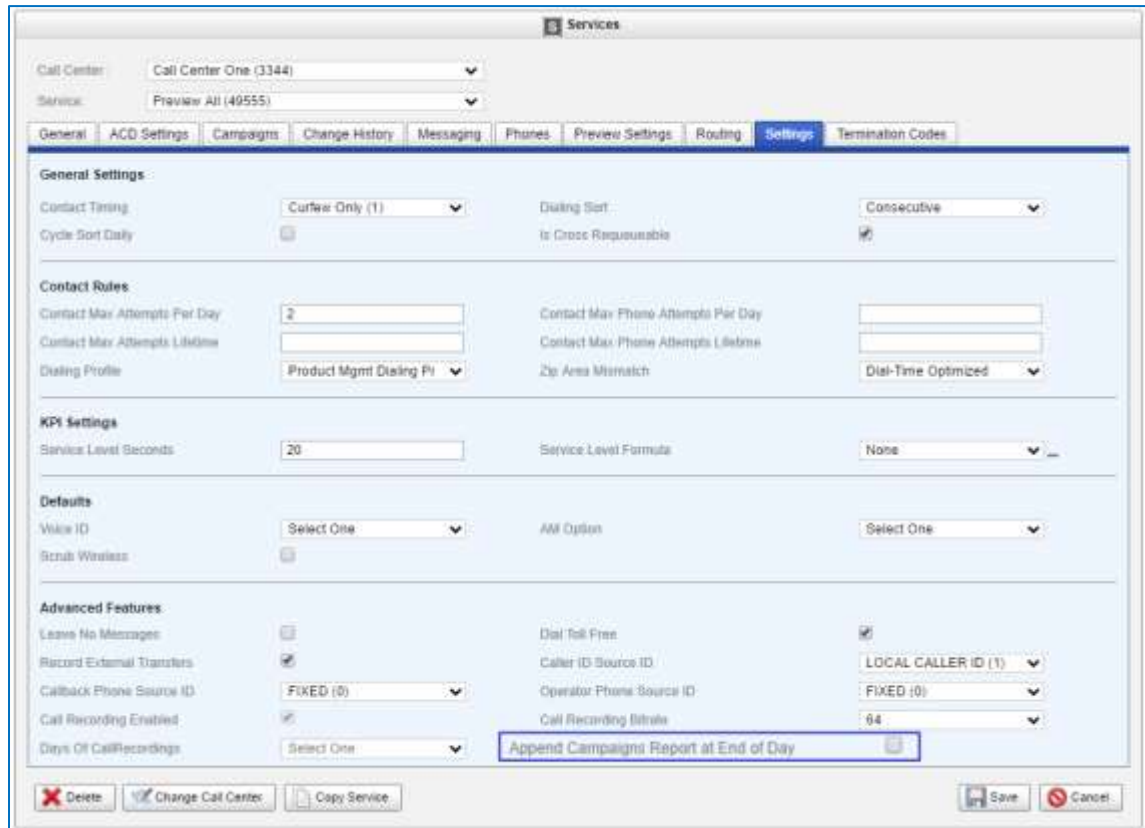 S Services
Call Center: Call Center One (3344)
Service: Preview All (49555)
General ACD Settings Campaigns Change History Messaging Phones Preview Settings Routing Settings Termination Codes
General Settings
Contact Timing Curfew Only (1) Dialing Sort Consecutive
Cycle Sort Daily Is Cross Requeueable
Contact Rules
Contact Max Attempts Per Day 2 Contact Max Phone Attempts Per Day
Contact Max Attempts Lifetime Contact Max Phone Attempts Lifetime
Dialing Profile Product Mgmt Dialing Pr Zip Area Mismatch Dial-Time Optimized
KPI Settings
Service Level Seconds 20 Service Level Formula None ...
Defaults
Voice ID Select One AM Option Select One
Scrub Wireless
Advanced Features
Leave No Messages Dial Toll Free
Record External Transfers Caller ID Source ID LOCAL CALLER ID (1)
Callback Phone Source ID FIXED (0) Operator Phone Source ID FIXED (0)
Call Recording Enabled Call Recording Bitrate 64
Days Of CallRecordings Select One Append Campaigns Report at End of Day
Delete Change Call Center Copy Service Save Cancel